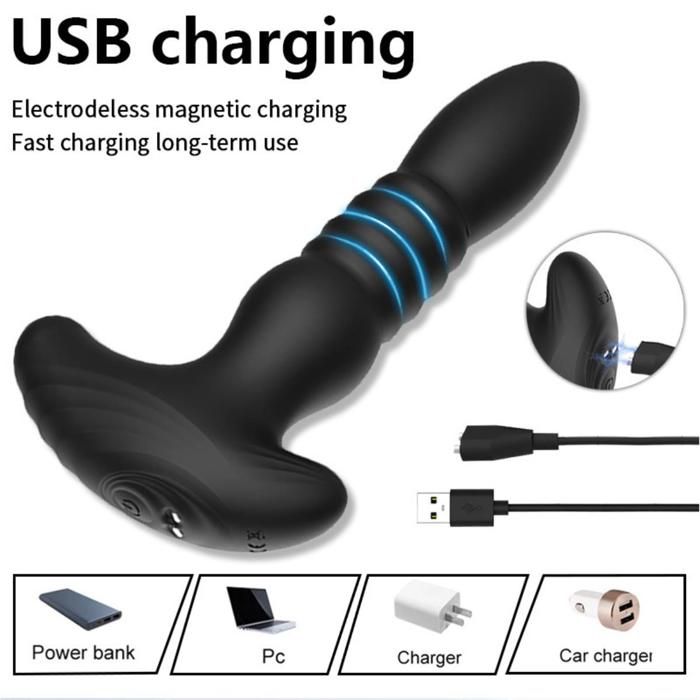 USB charging
Electrodeless magnetic charging
Fast charging long-term use
Power bank
Pc
Charger
Car charger